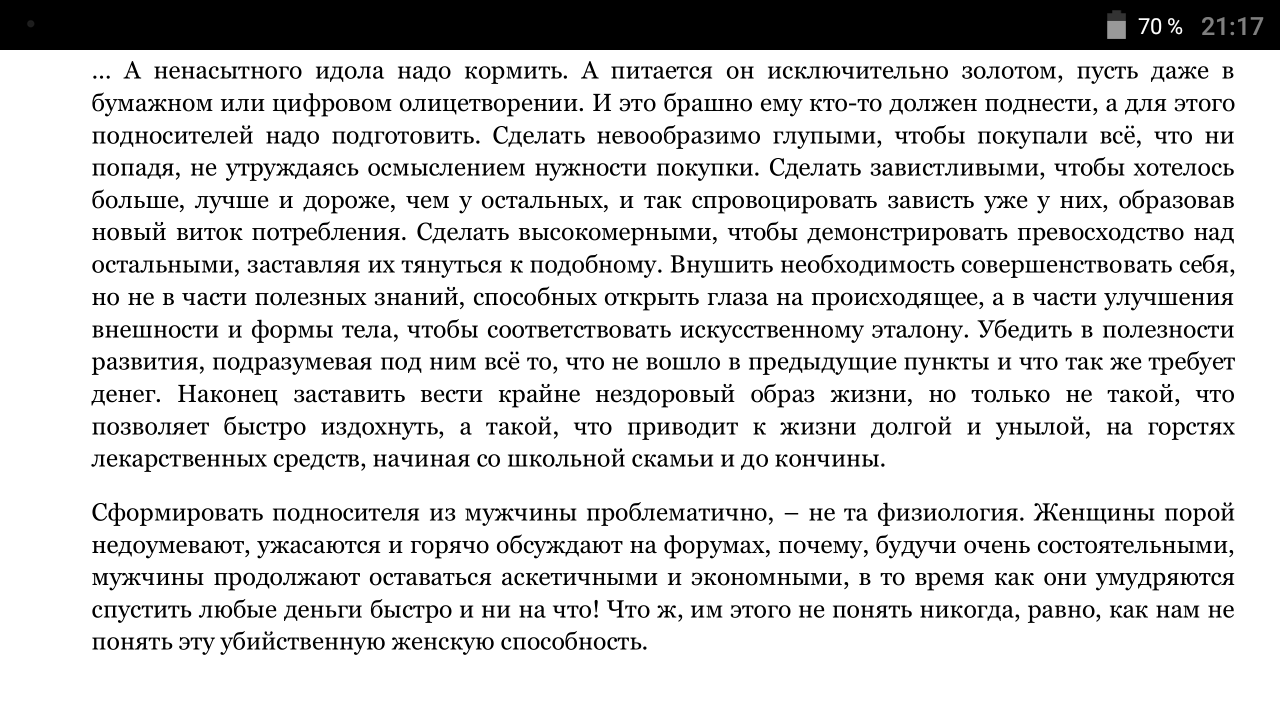 70 % 21:17
... А ненасытного идола надо кормить. А питается он исключительно золотом, пусть даже в
бумажном или цифровом олицетворении. И это брашно ему кто-то должен поднести, а для этого
подносителей надо подготовить. Сделать невообразимо глупыми, чтобы покупали всё, что ни
попадя, не утруждаясь осмыслением нужности покупки. Сделать завистливыми, чтобы хотелось
больше, лучше и дороже, чем у остальных, и так спровоцировать зависть уже у них, образовав
новый виток потребления. Сделать высокомерными, чтобы демонстрировать превосходство над
остальными, заставляя их тянуться к подобному. Внушить необходимость совершенствовать себя,
но не в части полезных знаний, способных открыть глаза на происходящее, а в части улучшения
внешности и формы тела, чтобы соответствовать искусственному эталону. Убедить в полезности
развития, подразумевая под ним всё то, что не вошло в предыдущие пункты и что так же требует
денег. Наконец заставить вести крайне нездоровый образ жизни, но только не такой, что
позволяет быстро издохнуть, а такой, что приводит к жизни долгой и унылой, на горстях
лекарственных средств, начиная со школьной скамьи и до кончины.
Сформировать подносителя из мужчины проблематично, – не та физиология. Женщины порой
недоумевают, ужасаются и горячо обсуждают на форумах, почему, будучи очень состоятельными,
мужчины продолжают оставаться аскетичными и экономными, в то время как они умудряются
спустить любые деньги быстро и ни на что! Что ж, им этого не понять никогда, равно, как нам не
понять эту убийственную женскую способность.